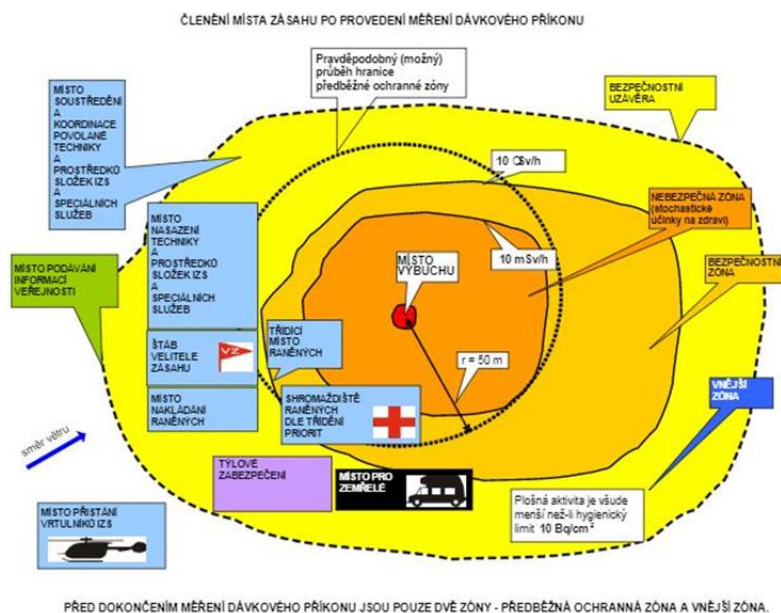 ČLENĚNÍ MÍSTA ZÁSAHU PO PROVEDENÍ MĚŘENÍ DÁVKOVÉHO PŘÍKONU
Pravděpodobný (možný)
průběh hranice
předběžné ochranné zóny
BEZPEČNOSTNÍ
UZÁVĚRA
MÍSTO
SOUSTŘEDĚNÍ
A
KOORDINACE
POVOLANÉ
TECHNIKY
A
PROSTŘEDKŮ
SLOŽEK IZS
A
SPECIÁLNÍCH
SLUŽEB
10 Sv/h
NEBEZPEČNÁ ZÓNA
(stochastické
účinky na zdraví)
MÍSTO
NASAZENÍ
TECHNIKY
A
PROSTŘEDKŮ
SLOŽEK IZS
A
SPECIÁLNÍCH
SLUŽEB
10 mSv/h
MÍSTO
VÝBUCHU
BEZPEČNOSTNÍ
ZÓNA
MÍSTO PODÁVÁNÍ
INFORMACÍ
VEŘEJNOSTI
ŠTÁB
VELITELE
ZÁSAHU
VZ
TŘÍDÍCÍ
MÍSTO
RANĚNÝCH
r = 50 m
MÍSTO
NAKLÁDÁNÍ
RANĚNÝCH
SHROMAŽDIŠTĚ
RANĚNÝCH
DLE TŘÍDĚNÍ
PRIORIT
VNĚJŠÍ
ZÓNA
směr větru
TÝLOVÉ
ZABEZPEČENÍ
MÍSTO PRO
ZEMŘELÉ
Plošná aktivita je všude
menší než-li hygienický
limit 10 Bq/cm²
MÍSTO PŘISTÁNÍ
VRTULNÍKŮ IZS
PŘED DOKONČENÍM MĚŘENÍ DÁVKOVÉHO PŘÍKONU JSOU POUZE DVĚ ZÓNY - PŘEDBĚŽNÁ OCHRANNÁ ZÓNA A VNĚJŠÍ ZÓNA